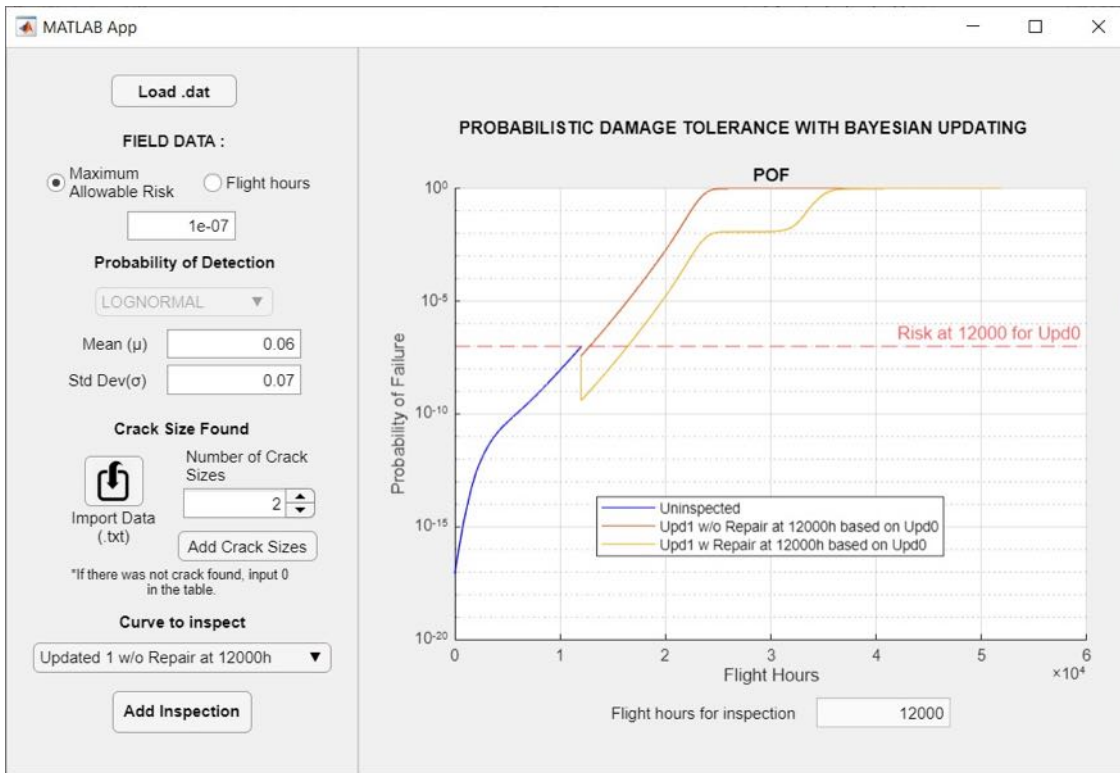 MATLAB App
Load .dat
FIELD DATA :
Maximum
Allowable Risk
Flight hours
1e-07
Probability of Detection
LOGNORMAL
Mean (μ)
0.06
Std Dev(σ)
0.07
Crack Size Found
Number of Crack
Sizes
2
Import Data
(.txt)
Add Crack Sizes
*If there was not crack found, input 0
in the table.
Curve to inspect
Updated 1 w/o Repair at 12000h
Add Inspection
PROBABILISTIC DAMAGE TOLERANCE WITH BAYESIAN UPDATING
POF
Probability of Failure
10⁰
10⁻⁵
10⁻¹⁰
10⁻¹⁵
10⁻²⁰
Risk at 12000 for Upd0
Uninspected
Upd1 w/o Repair at 12000h based on Upd0
Upd1 w Repair at 12000h based on Upd0
0 1 2 3 4 5 6
Flight Hours
×10⁴
Flight hours for inspection
12000